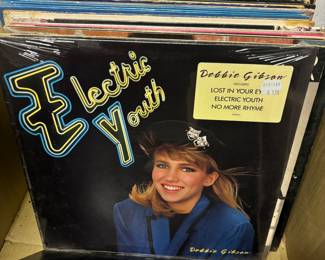 Electric
Youth
Debbie Gibson
LOST IN YOUR EY
ELECTRIC YOUTH
NO MORE RHYME
Debbie Gibson